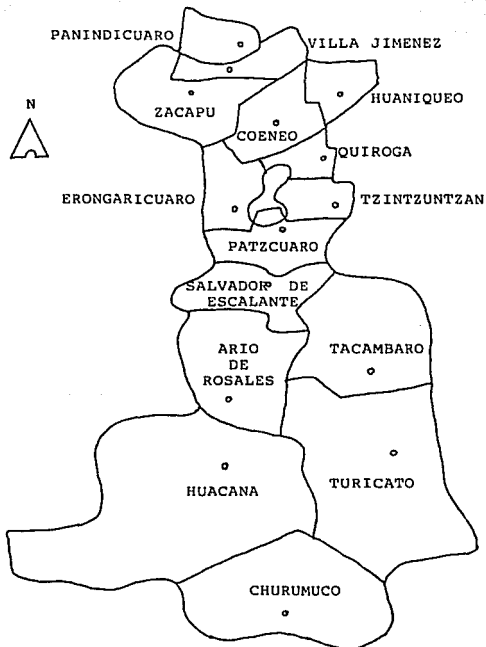 PANINDICUARO
VILLA JIMENEZ
N
ZACAPU
HUANIQUEO
COENEO
QUIROGA
ERONGARICUARO
TZINTZUNTZAN
PATZCUARO
SALVADOR DE
ESCALANTE
ARIO
DE
ROSALES
TACAMBARO
HUACANA
TURICATO
CHURUMUCO